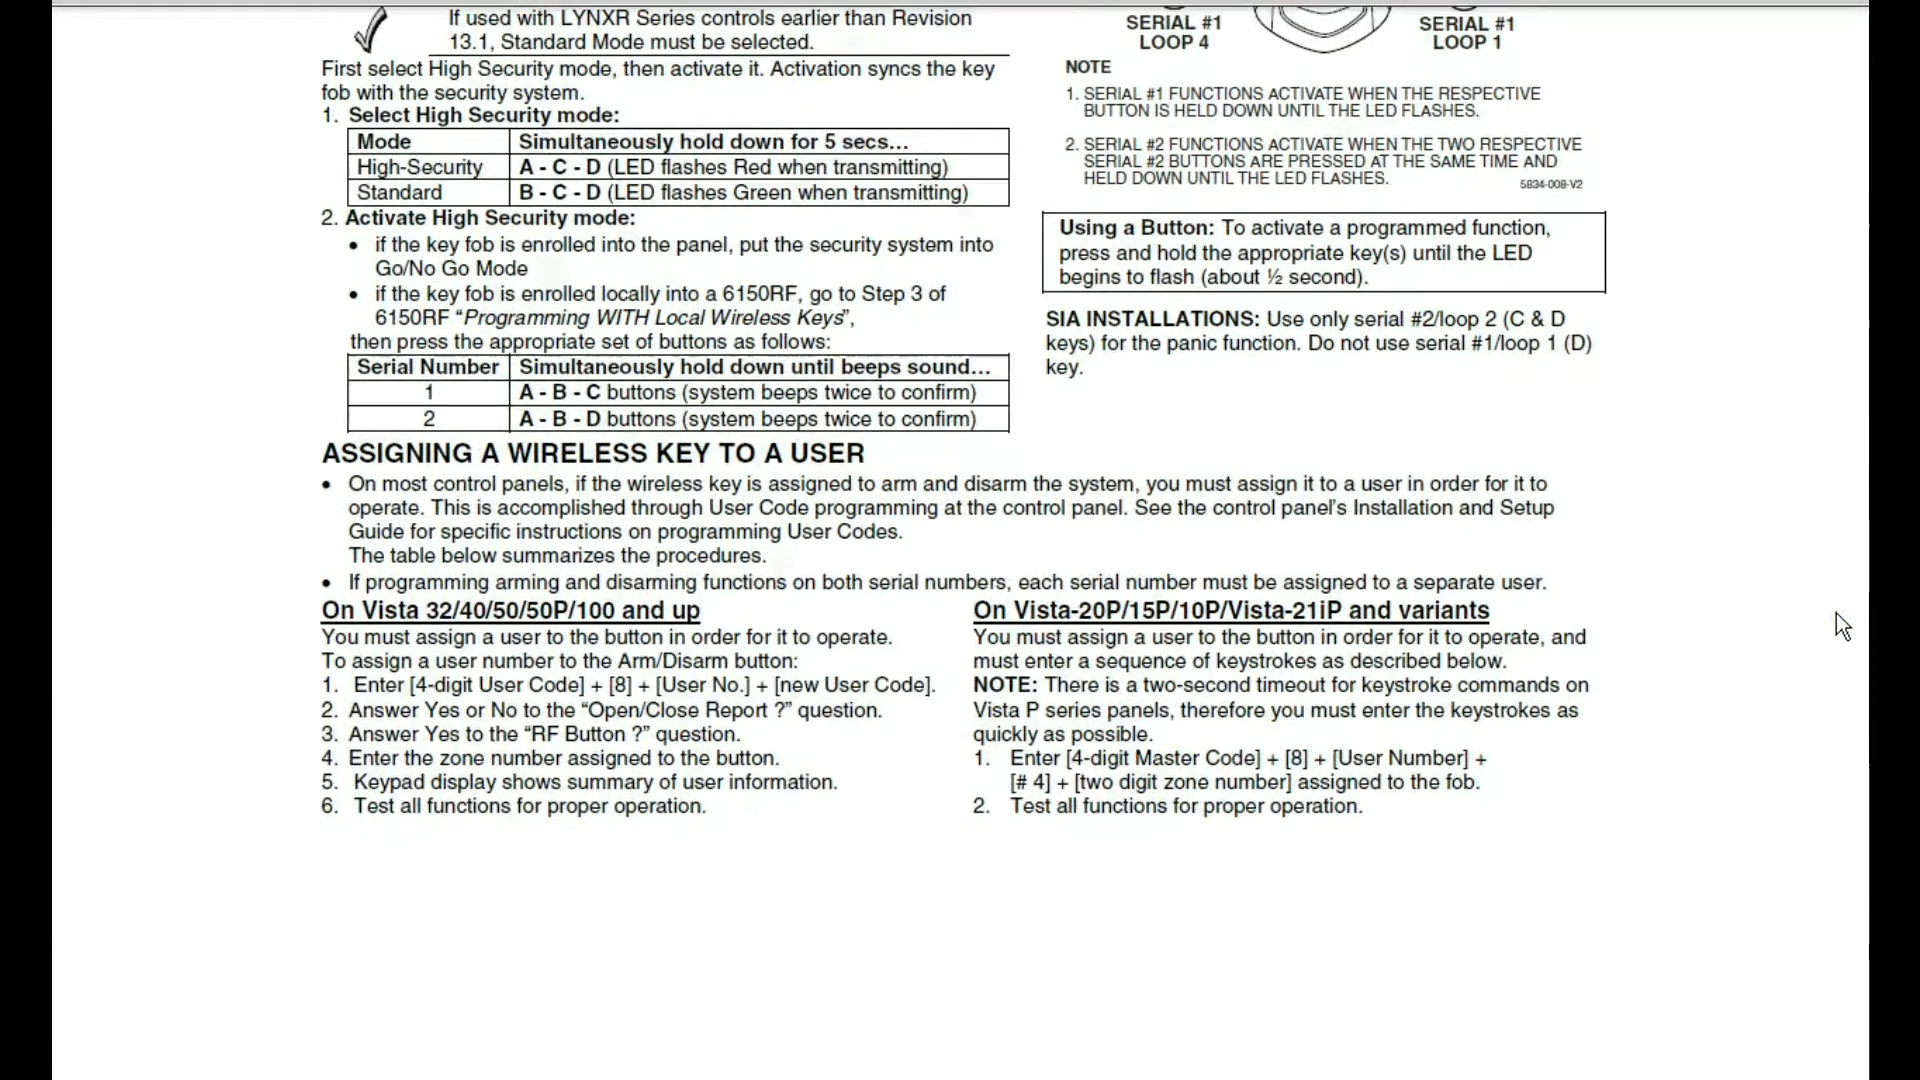 If used with LYNXR Series controls earlier than Revision
13.1, Standard Mode must be selected.
First select High Security mode, then activate it. Activation syncs the key
fob with the security system.
1. Select High Security mode:
Mode Simultaneously hold down for 5 secs…
High-Security A - C - D (LED flashes Red when transmitting)
Standard B - C - D (LED flashes Green when transmitting)
2. Activate High Security mode:
• if the key fob is enrolled into the panel, put the security system into
Go/No Go Mode
• if the key fob is enrolled locally into a 6150RF, go to Step 3 of
6150RF “Programming WITH Local Wireless Keys”,
then press the appropriate set of buttons as follows:
Serial Number Simultaneously hold down until beeps sound…
1 A - B - C buttons (system beeps twice to confirm)
2 A - B - D buttons (system beeps twice to confirm)
SERIAL #1
LOOP 4
SERIAL #1
LOOP 1
NOTE
1. SERIAL #1 FUNCTIONS ACTIVATE WHEN THE RESPECTIVE
BUTTON IS HELD DOWN UNTIL THE LED FLASHES.
2. SERIAL #2 FUNCTIONS ACTIVATE WHEN THE TWO RESPECTIVE
SERIAL #2 BUTTONS ARE PRESSED AT THE SAME TIME AND
HELD DOWN UNTIL THE LED FLASHES.
5834-008-V2
Using a Button: To activate a programmed function,
press and hold the appropriate key(s) until the LED
begins to flash (about ½ second).
SIA INSTALLATIONS: Use only serial #2/loop 2 (C & D
keys) for the panic function. Do not use serial #1/loop 1 (D)
key.
ASSIGNING A WIRELESS KEY TO A USER
• On most control panels, if the wireless key is assigned to arm and disarm the system, you must assign it to a user in order for it to
operate. This is accomplished through User Code programming at the control panel. See the control panel’s Installation and Setup
Guide for specific instructions on programming User Codes.
The table below summarizes the procedures.
• If programming arming and disarming functions on both serial numbers, each serial number must be assigned to a separate user.
On Vista 32/40/50/50P/100 and up
You must assign a user to the button in order for it to operate.
To assign a user number to the Arm/Disarm button:
1. Enter [4-digit User Code] + [8] + [User No.] + [new User Code].
2. Answer Yes or No to the “Open/Close Report ?” question.
3. Answer Yes to the “RF Button ?” question.
4. Enter the zone number assigned to the button.
5. Keypad display shows summary of user information.
6. Test all functions for proper operation.
On Vista-20P/15P/10P/Vista-21iP and variants
You must assign a user to the button in order for it to operate, and
must enter a sequence of keystrokes as described below.
NOTE: There is a two-second timeout for keystroke commands on
Vista P series panels, therefore you must enter the keystrokes as
quickly as possible.
1. Enter [4-digit Master Code] + [8] + [User Number] +
[# 4] + [two digit zone number] assigned to the fob.
2. Test all functions for proper operation.